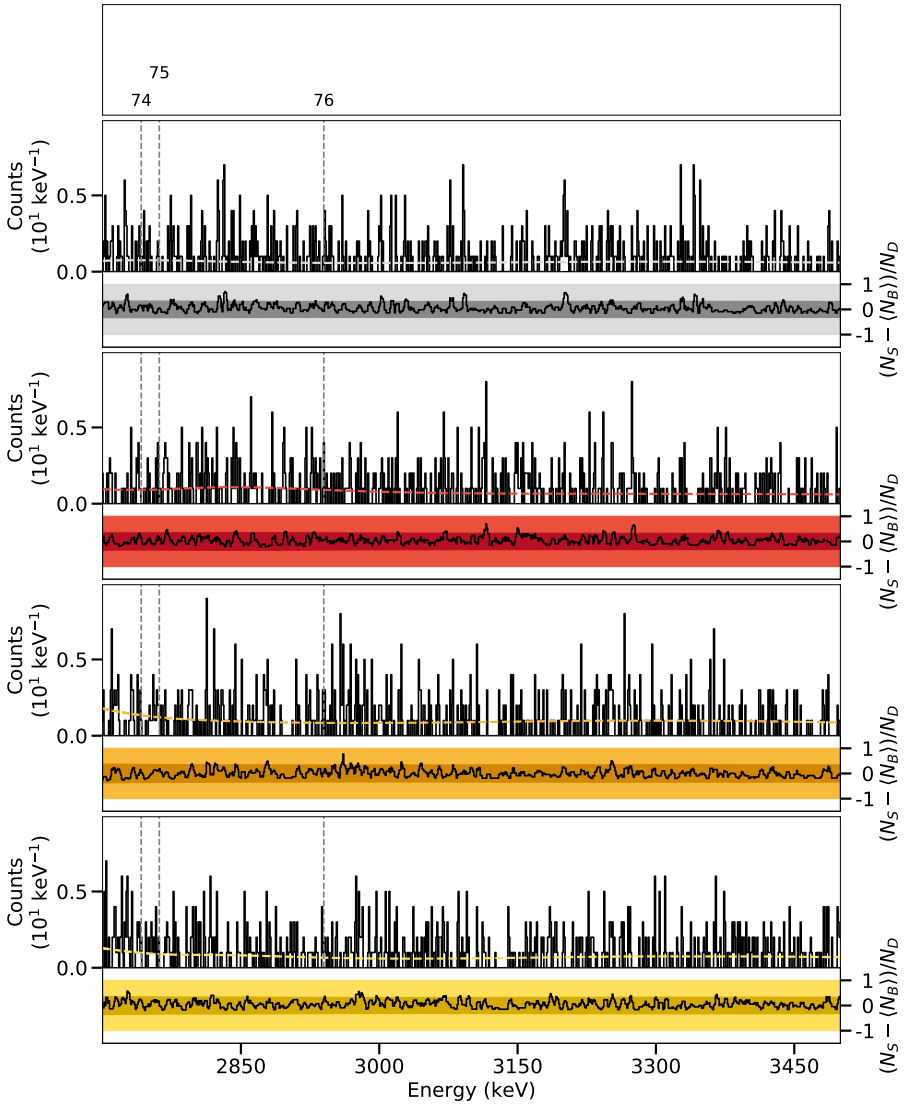 75
74
76
Counts
(10¹ keV⁻¹)
0.5
0.0
1
0
-1
(N_S − ⟨N_B⟩)/N_D
Counts
(10¹ keV⁻¹)
0.5
0.0
1
0
-1
(N_S − ⟨N_B⟩)/N_D
Counts
(10¹ keV⁻¹)
0.5
0.0
1
0
-1
(N_S − ⟨N_B⟩)/N_D
Counts
(10¹ keV⁻¹)
0.5
0.0
1
0
-1
(N_S − ⟨N_B⟩)/N_D
2850 3000 3150 3300 3450
Energy (keV)